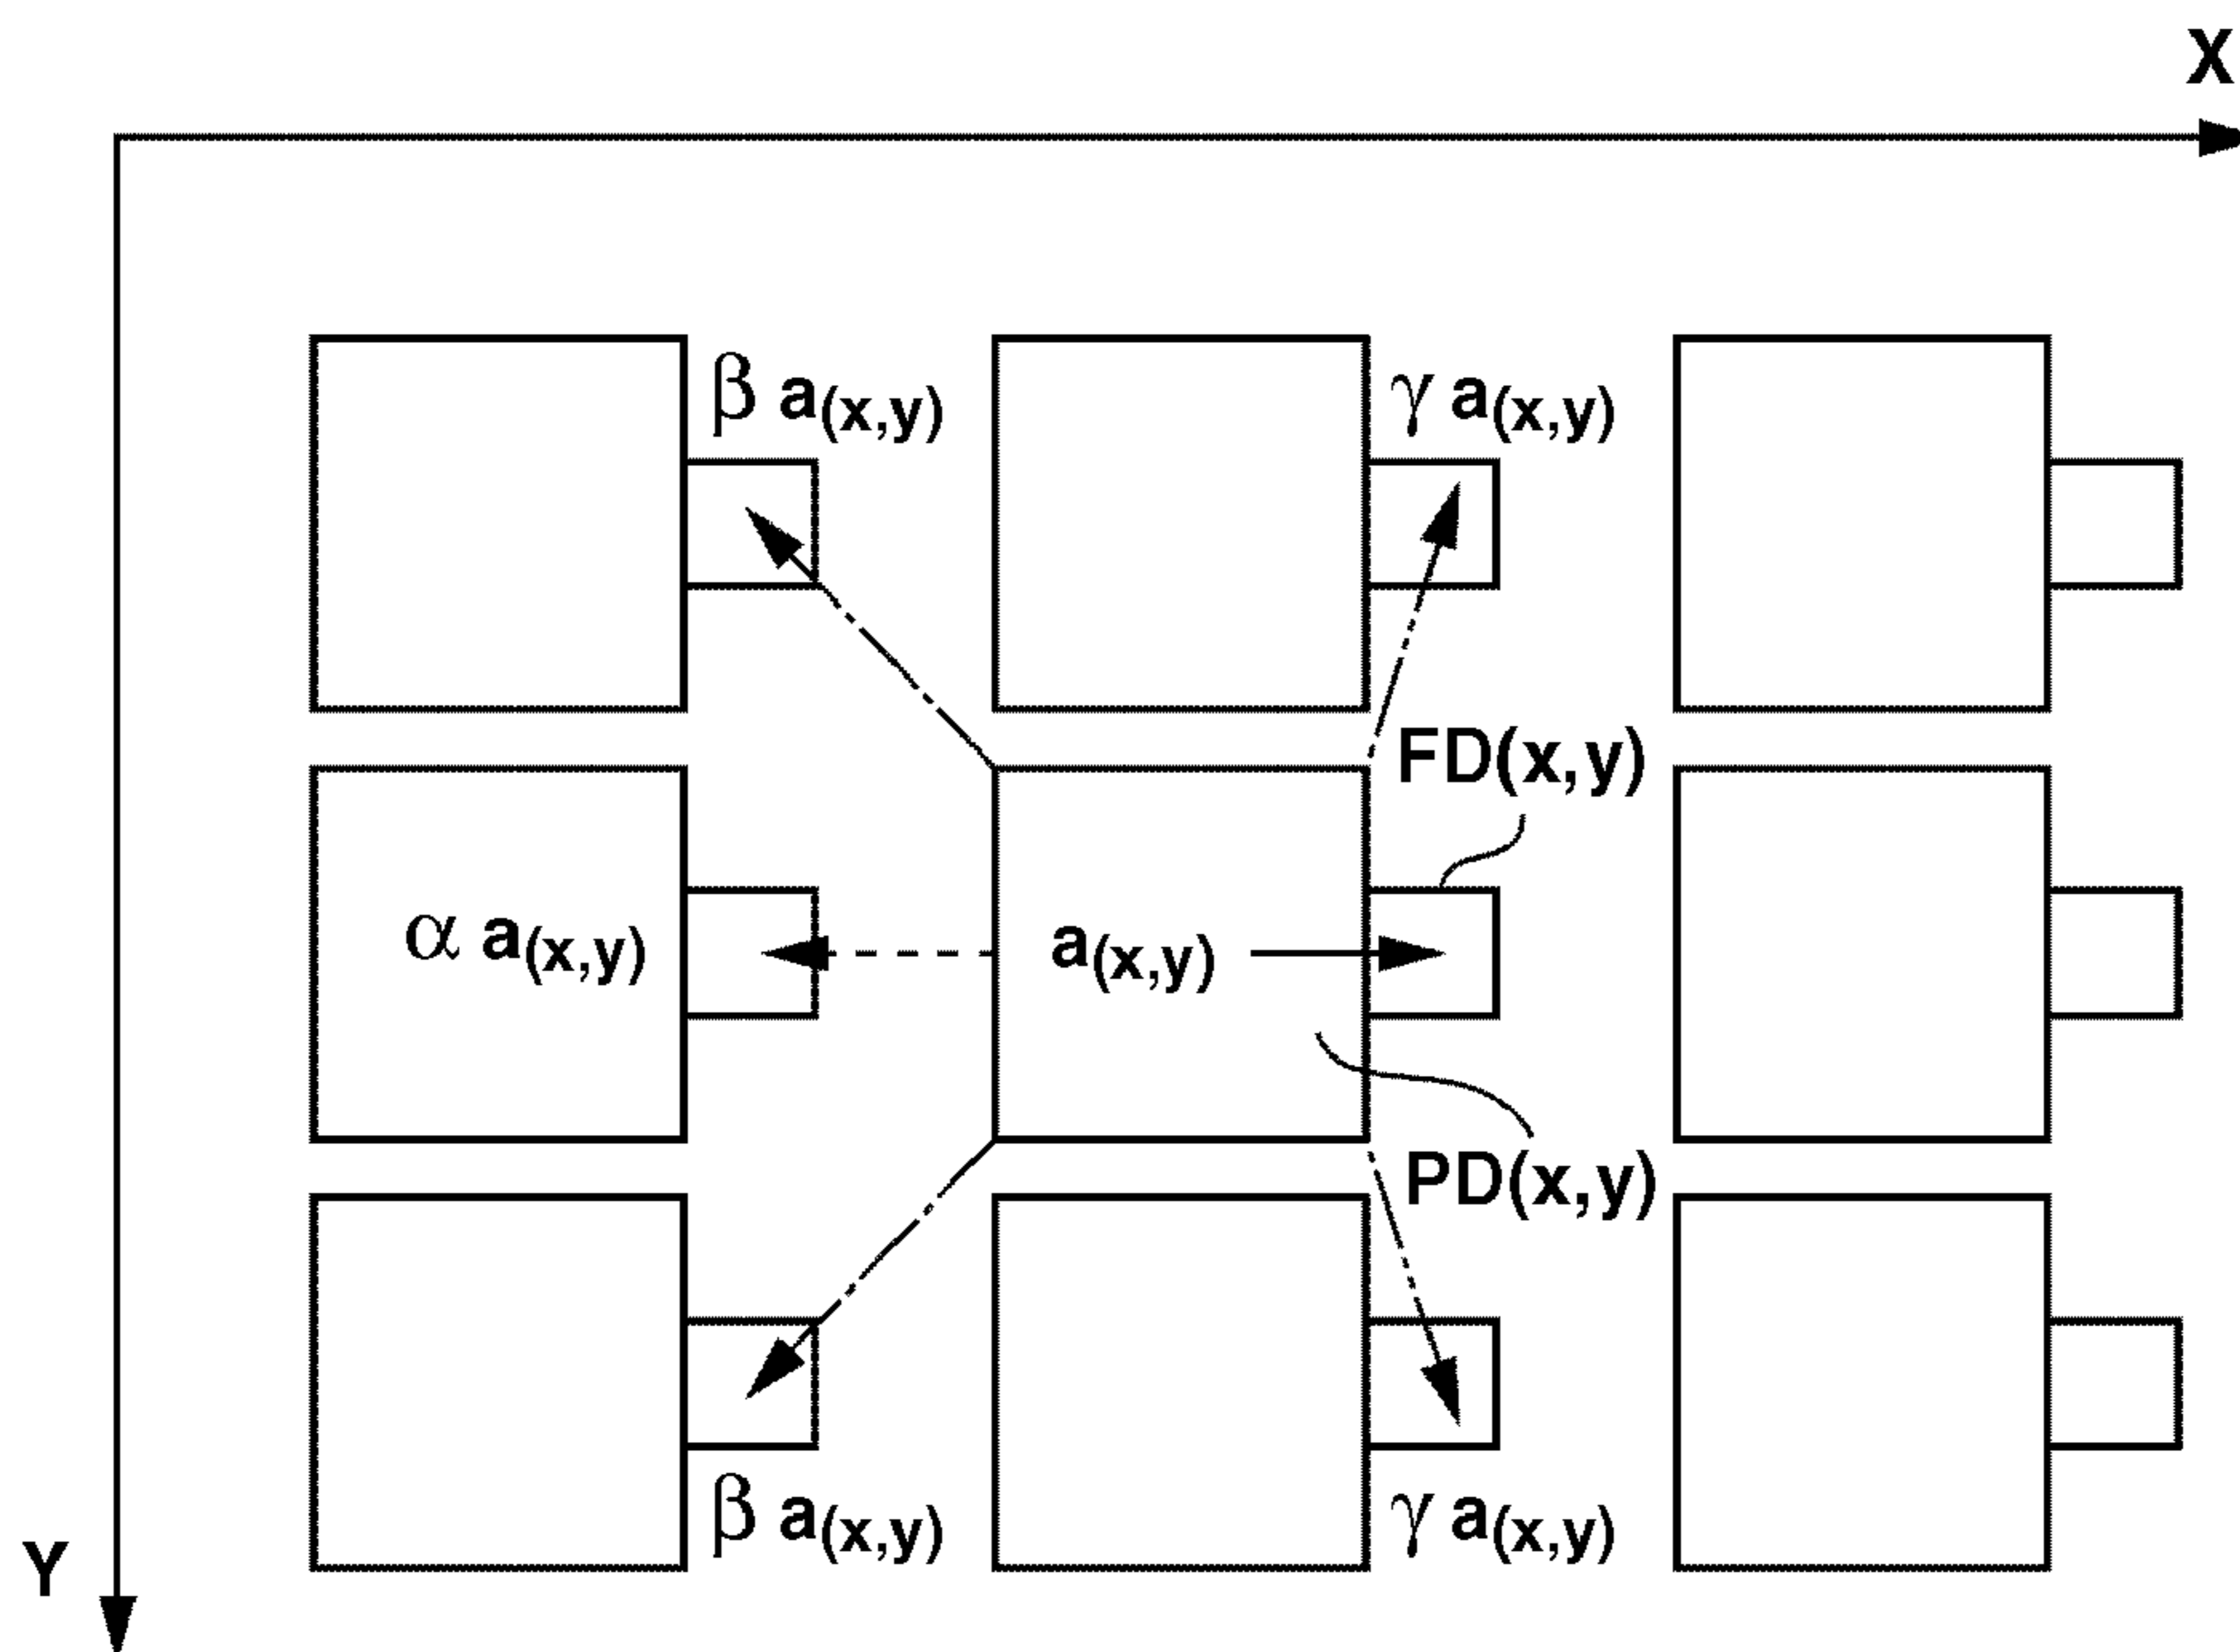 X
β a(x,y)
γ a(x,y)
FD(x,y)
α a(x,y)
a(x,y)
PD(x,y)
β a(x,y)
γ a(x,y)
Y